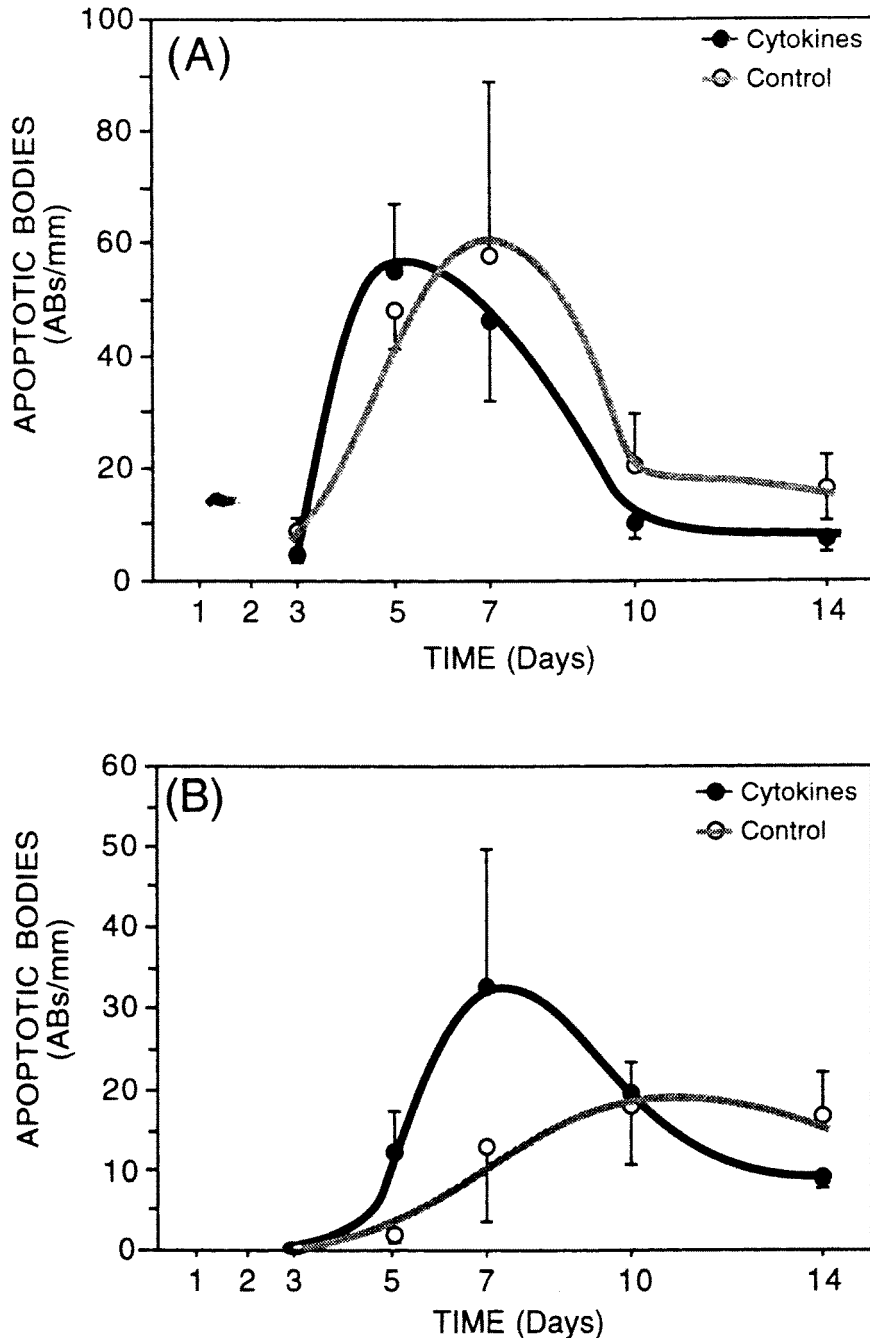 (A)
Cytokines
Control
100
80
60
40
20
0
APOPTOTIC BODIES
(ABs/mm)
1 2 3 5 7 10 14
TIME (Days)
(B)
Cytokines
Control
60
50
40
30
20
10
0
APOPTOTIC BODIES
(ABs/mm)
1 2 3 5 7 10 14
TIME (Days)